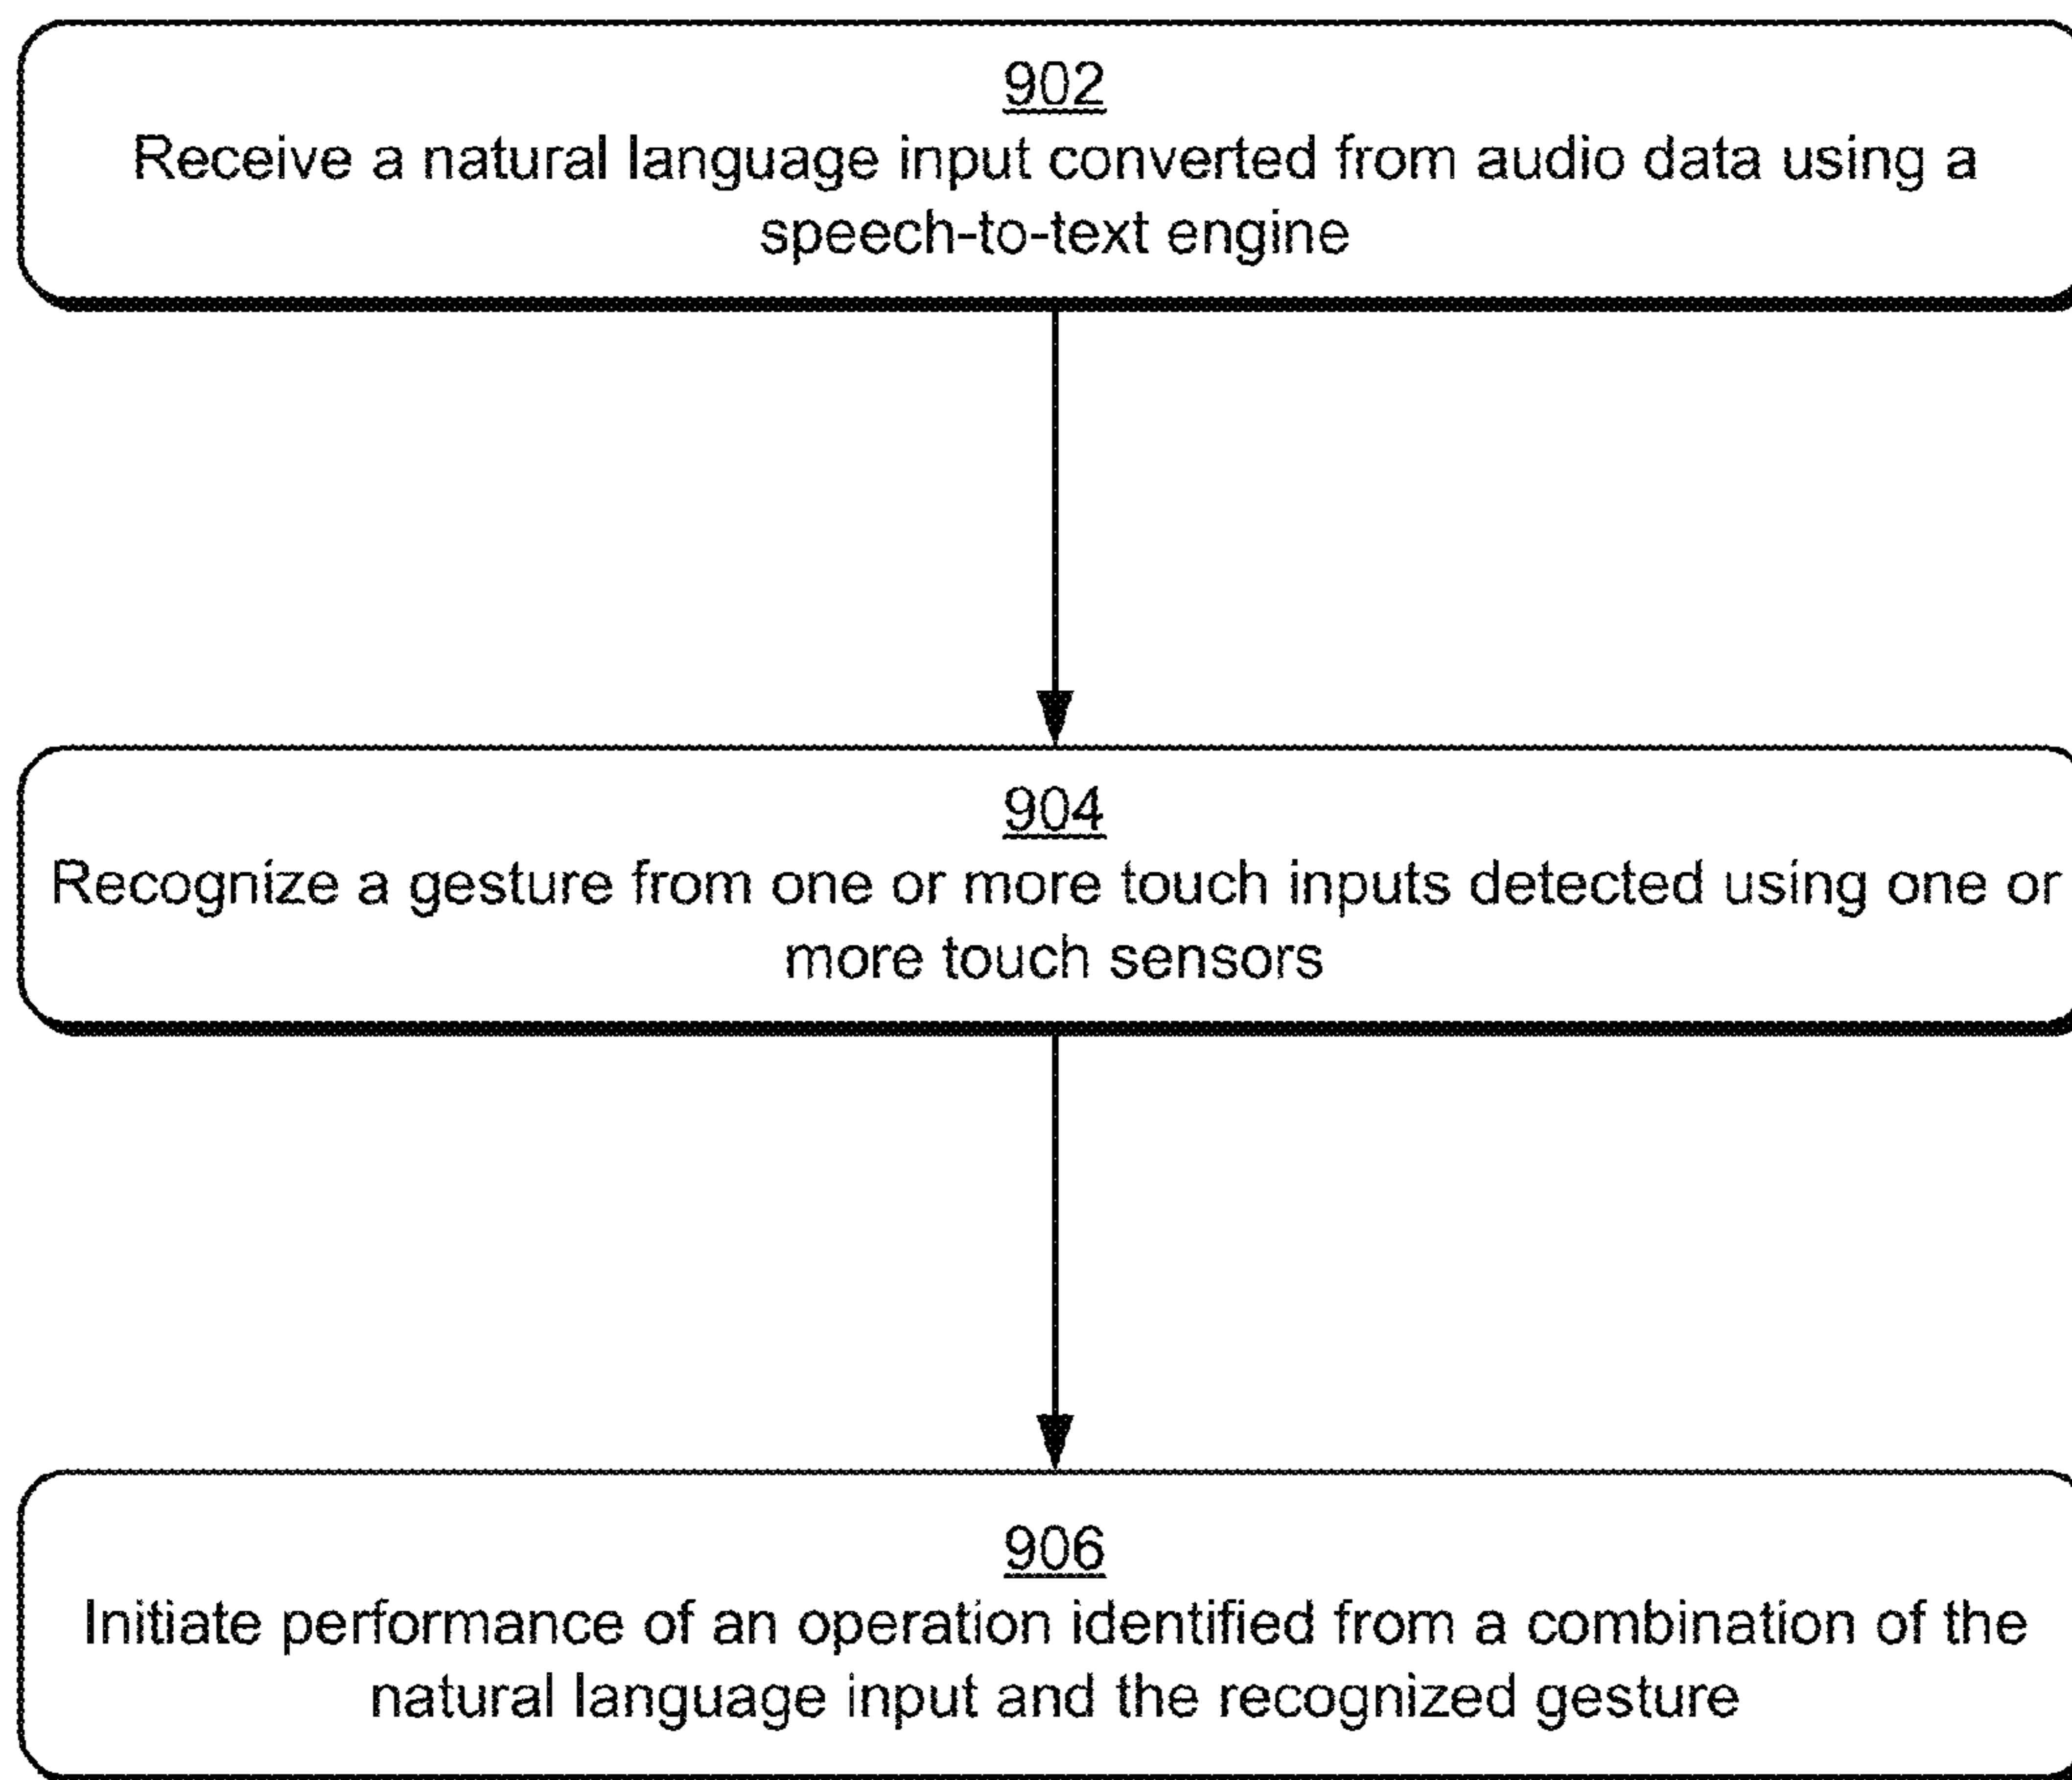 902
Receive a natural language input converted from audio data using a
speech-to-text engine
904
Recognize a gesture from one or more touch inputs detected using one or
more touch sensors
906
Initiate performance of an operation identified from a combination of the
natural language input and the recognized gesture